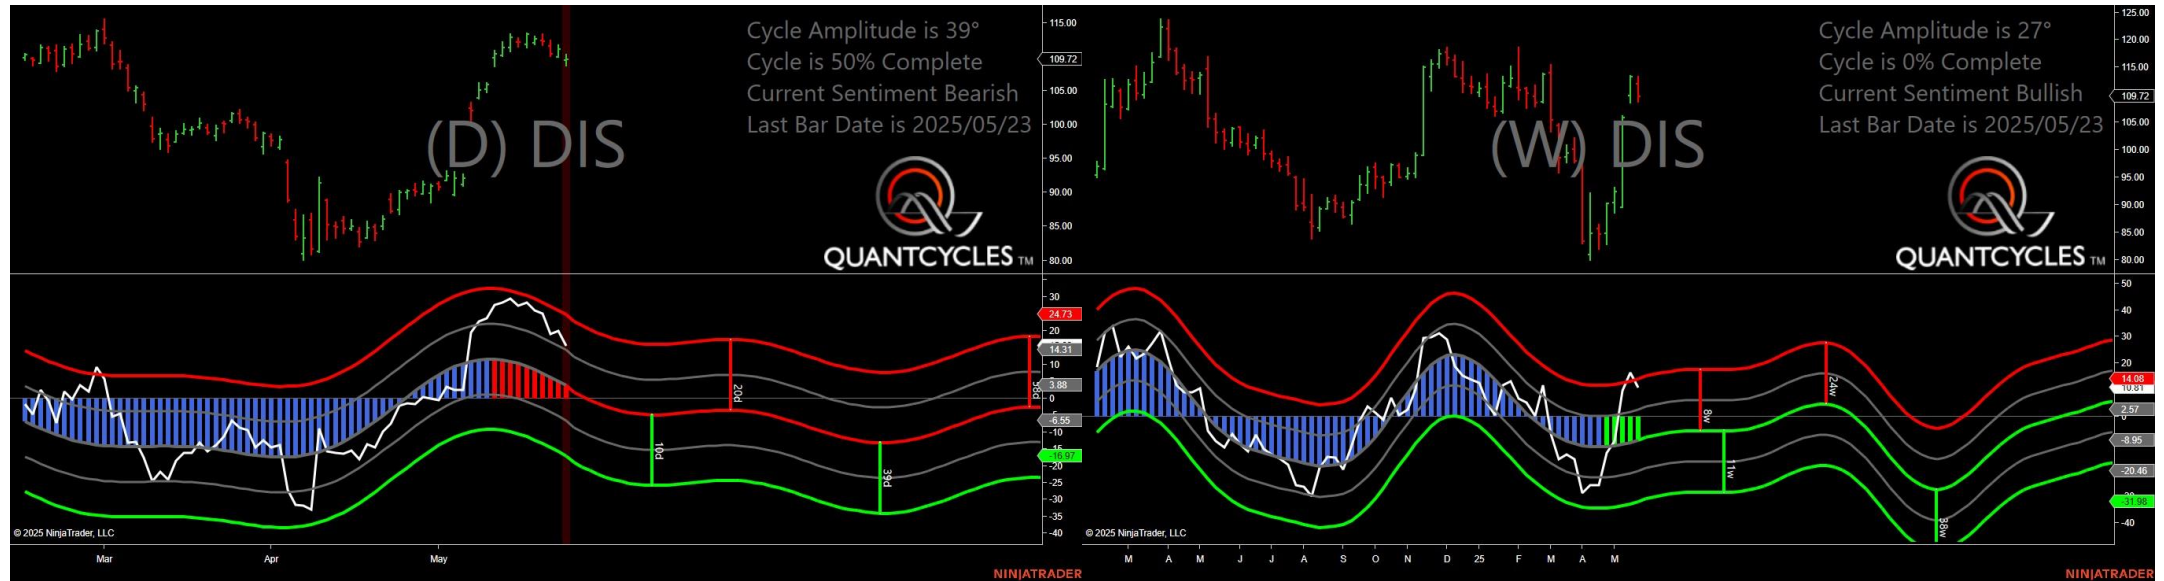 Cycle Amplitude is 39°
Cycle is 50% Complete
Current Sentiment Bearish
Last Bar Date is 2025/05/23
(D) DIS
QUANTCYCLES TM
115.00
109.72
105.00
100.00
95.00
90.00
85.00
80.00
30
24.73
20
14.31
10
3.88
0
-6.55
-10
-16.97
-20
-25
-30
-35
-40
10d
20d
39d
58d
© 2025 NinjaTrader, LLC
Mar
Apr
May
NINJATRADER
Cycle Amplitude is 27°
Cycle is 0% Complete
Current Sentiment Bullish
Last Bar Date is 2025/05/23
(W) DIS
QUANTCYCLES TM
125.00
120.00
115.00
109.72
105.00
100.00
95.00
90.00
85.00
80.00
50
40
30
20
14.08
10.81
2.57
-8.95
-20.46
-31.98
-40
8w
11w
24w
38w
© 2025 NinjaTrader, LLC
M A M J J A S O N D 25 F M A M
NINJATRADER